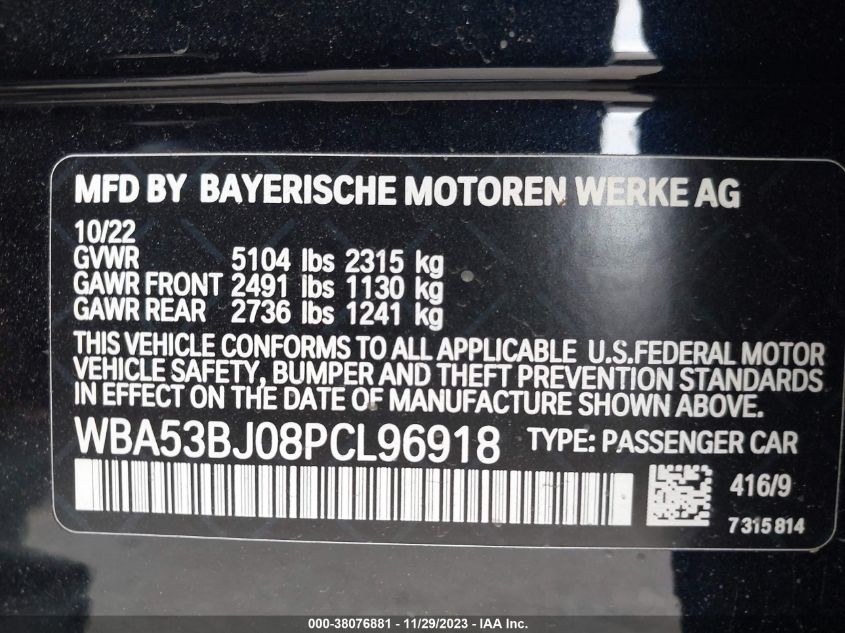 MFD BY BAYERISCHE MOTOREN WERKE AG
10/22
GVWR 5104 lbs 2315 kg
GAWR FRONT 2491 lbs 1130 kg
GAWR REAR 2736 lbs 1241 kg
THIS VEHICLE CONFORMS TO ALL APPLICABLE U.S.FEDERAL MOTOR
VEHICLE SAFETY, BUMPER AND THEFT PREVENTION STANDARDS
IN EFFECT ON THE DATE OF MANUFACTURE SHOWN ABOVE.
WBA53BJ08PCL96918 TYPE: PASSENGER CAR
416/9
7315814
000-38076881 - 11/29/2023 - IAA Inc.